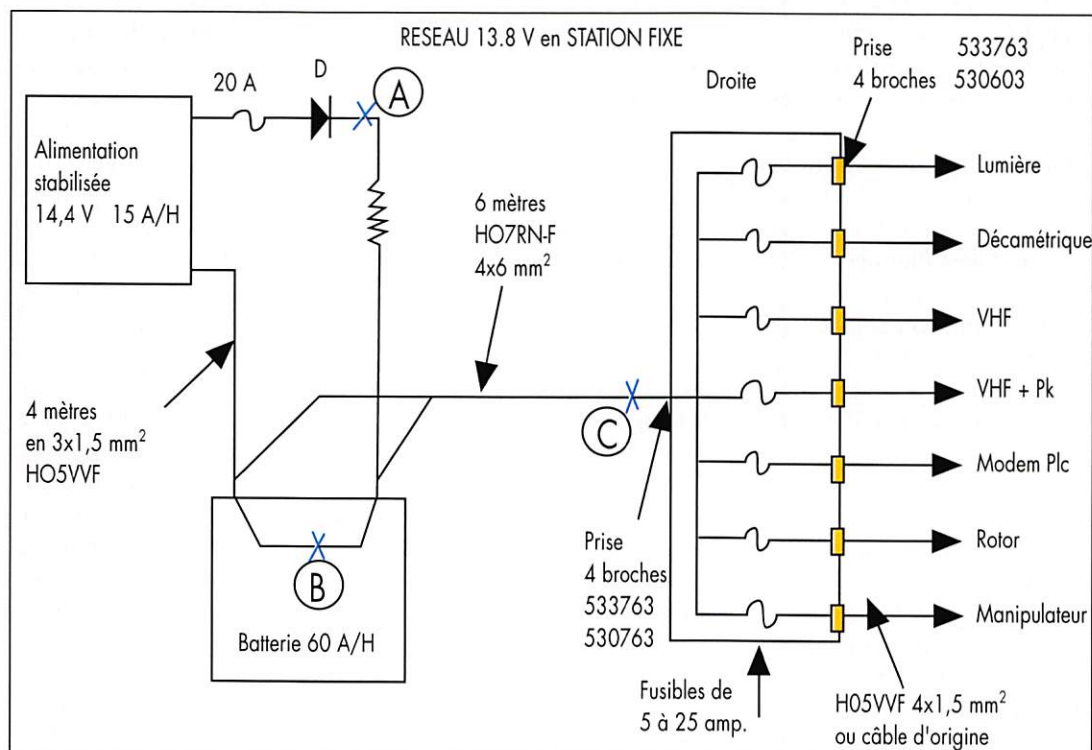 RESEAU 13.8 V en STATION FIXE
Prise 533763
4 broches 530603
20 A
D
A
Droite
Alimentation
stabilisée
14,4 V 15 A/H
Lumière
6 mètres
HO7RN-F
4x6 mm²
Décamétrique
VHF
VHF + Pk
4 mètres
en 3x1,5 mm²
HO5VVF
C
Modem Plc
Prise
4 broches
533763
530763
Rotor
B
Batterie 60 A/H
Manipulateur
Fusibles de
5 à 25 amp.
H05VVF 4x1,5 mm²
ou câble d'origine